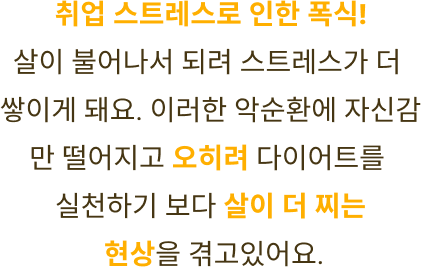 취업 스트레스로 인한 폭식!
살이 불어나서 되려 스트레스가 더
쌓이게 돼요. 이러한 악순환에 자신감
만 떨어지고 오히려 다이어트를
실천하기 보다 살이 더 찌는
현상을 겪고있어요.